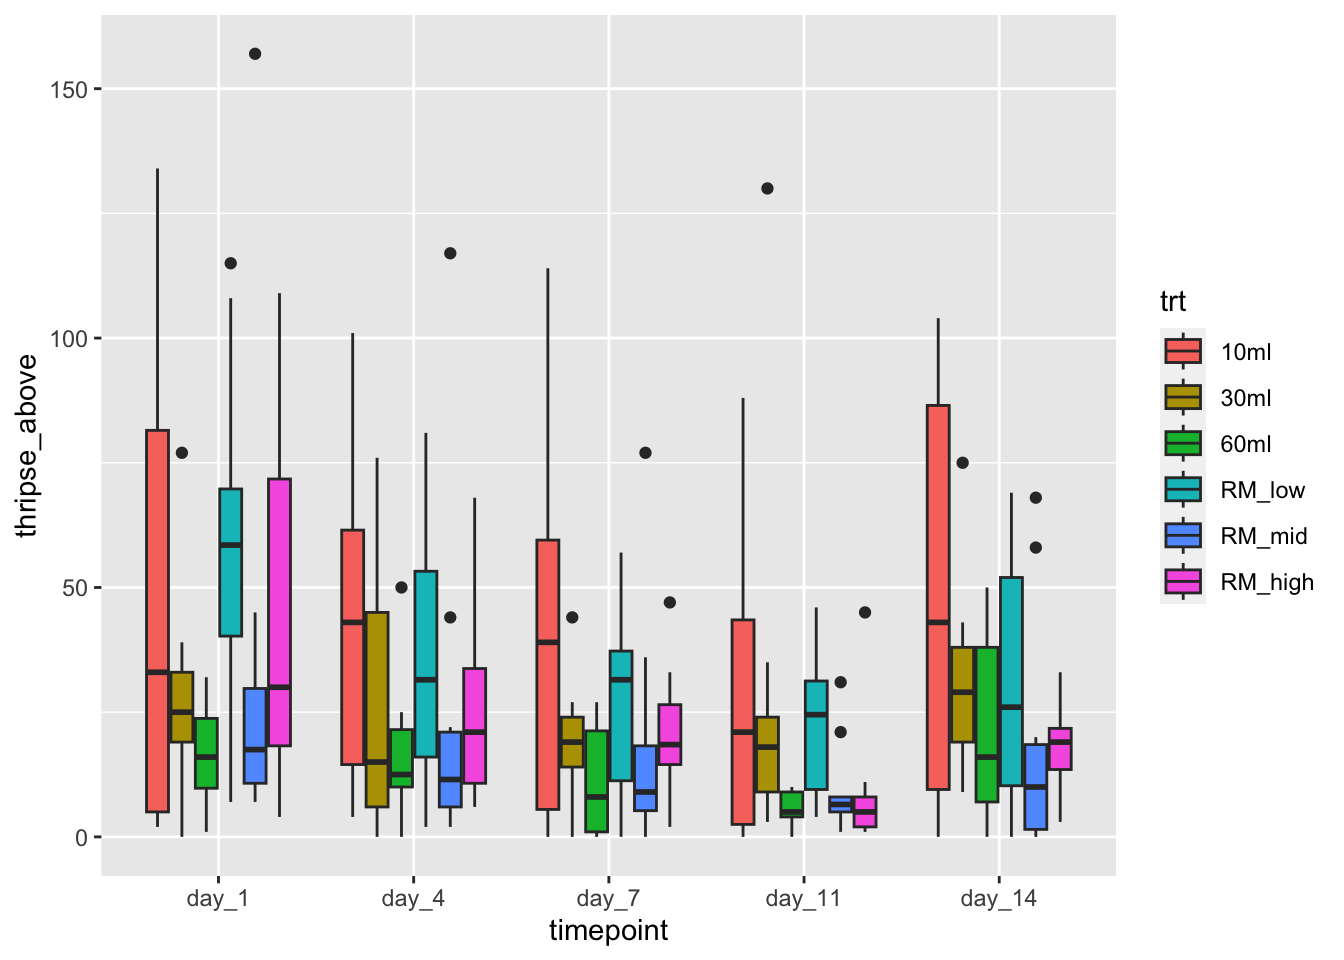 150
100
50
0
thripse_above
day_1
day_4
day_7
day_11
day_14
timepoint
trt
10ml
30ml
60ml
RM_low
RM_mid
RM_high